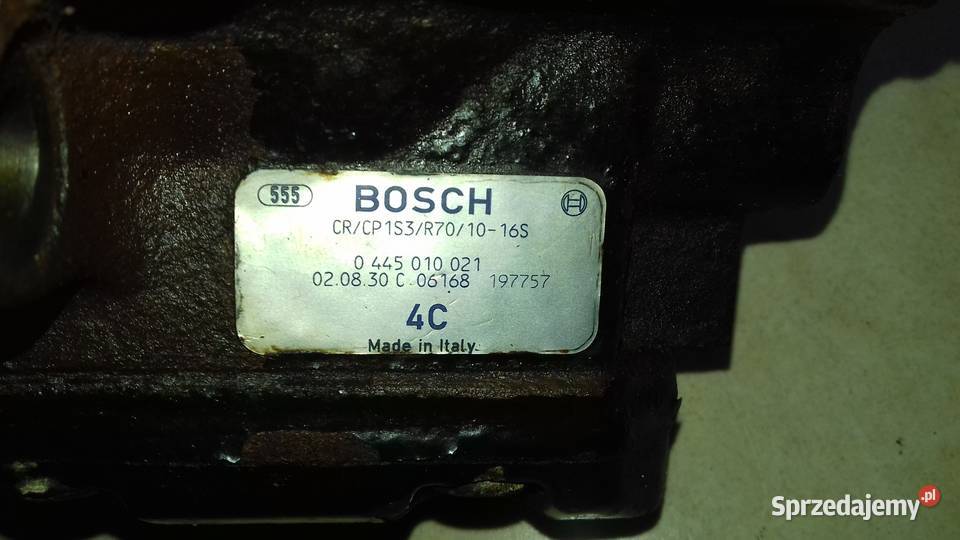 555 BOSCH
CR/CP1S3/R70/10-16S
0 445 010 021
02.08.30 C 06168 197757
4C
Made in Italy
Sprzedajemy.pl